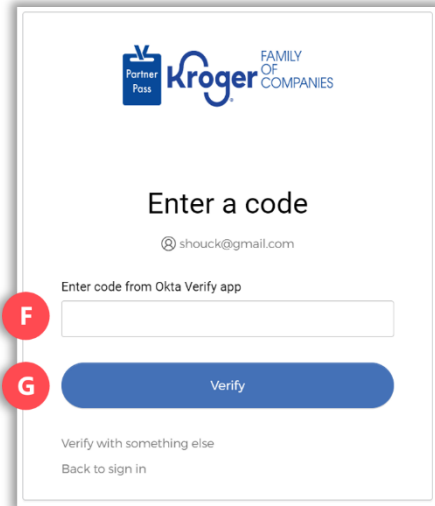 Partner
Pass
Kroger
FAMILY
OF
COMPANIES
Enter a code
shouck@gmail.com
Enter code from Okta Verify app
F
G
Verify
Verify with something else
Back to sign in